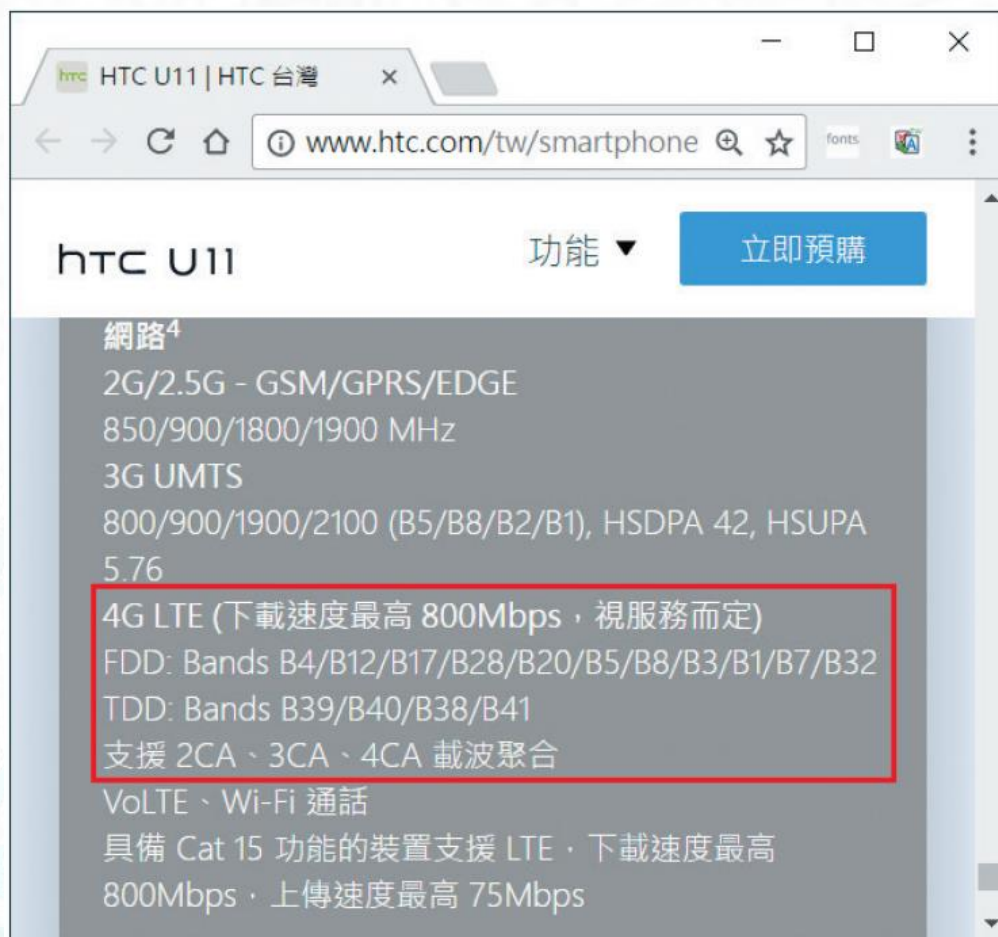 htc HTC U11 | HTC 台灣
www.htc.com/tw/smartphone
fonts
hTC U11 功能 ▼ 立即預購
網路4
2G/2.5G - GSM/GPRS/EDGE
850/900/1800/1900 MHz
3G UMTS
800/900/1900/2100 (B5/B8/B2/B1), HSDPA 42, HSUPA
5.76
4G LTE (下載速度最高 800Mbps，視服務而定)
FDD: Bands B4/B12/B17/B28/B20/B5/B8/B3/B1/B7/B32
TDD: Bands B39/B40/B38/B41
支援 2CA、3CA、4CA 載波聚合
VoLTE、Wi-Fi 通話
具備 Cat 15 功能的裝置支援 LTE，下載速度最高
800Mbps，上傳速度最高 75Mbps